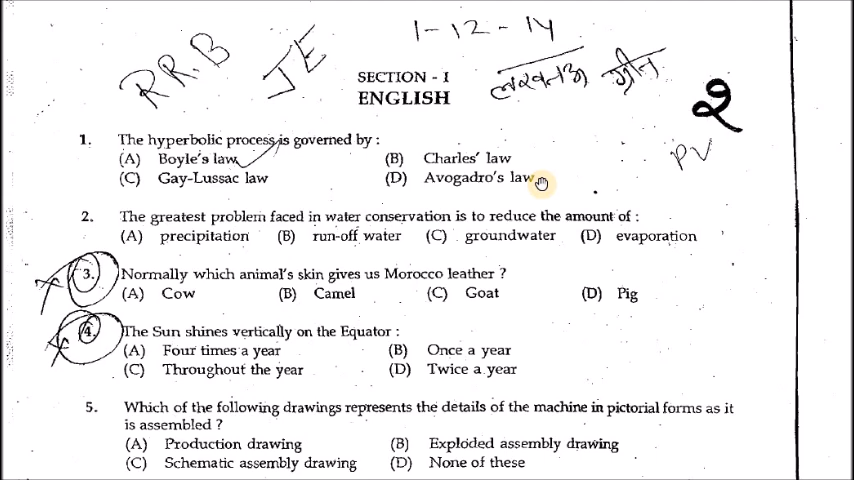 RRB JE 1-12-14
SECTION - I
ENGLISH
लखनऊ ग्रीन
2
PV
1. The hyperbolic process is governed by :
(A) Boyle's law (B) Charles' law
(C) Gay-Lussac law (D) Avogadro's law
2. The greatest problem faced in water conservation is to reduce the amount of :
(A) precipitation (B) run-off water (C) groundwater (D) evaporation
3. Normally which animal's skin gives us Morocco leather ?
(A) Cow (B) Camel (C) Goat (D) Pig
4. The Sun shines vertically on the Equator :
(A) Four times a year (B) Once a year
(C) Throughout the year (D) Twice a year
5. Which of the following drawings represents the details of the machine in pictorial forms as it
is assembled ?
(A) Production drawing (B) Exploded assembly drawing
(C) Schematic assembly drawing (D) None of these